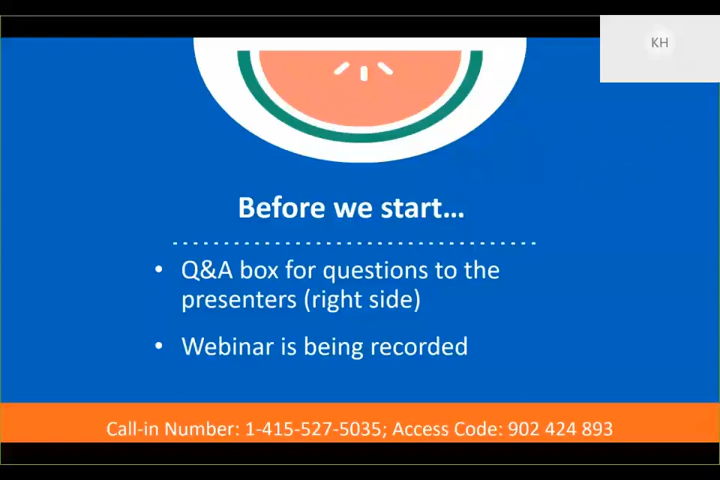 KH
Before we start...
• Q&A box for questions to the
presenters (right side)
• Webinar is being recorded
Call-in Number: 1-415-527-5035; Access Code: 902 424 893